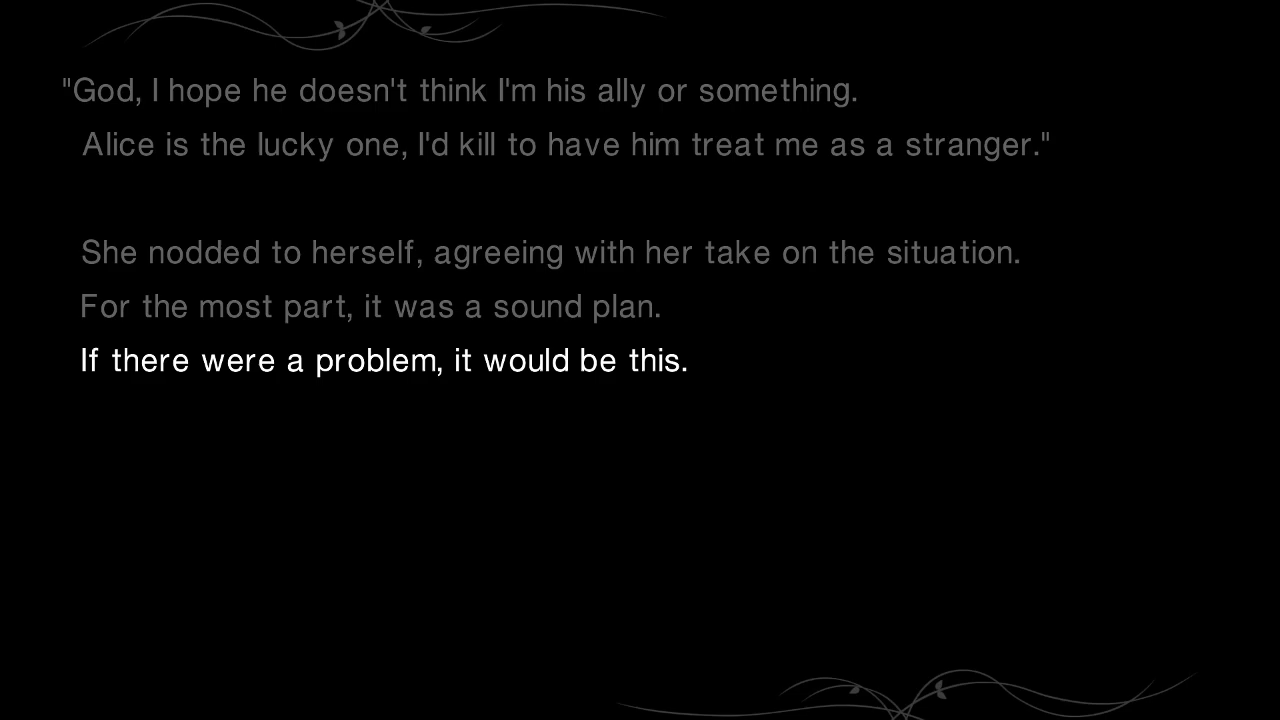 "God, I hope he doesn't think I'm his ally or something.
Alice is the lucky one, I'd kill to have him treat me as a stranger."
She nodded to herself, agreeing with her take on the situation.
For the most part, it was a sound plan.
If there were a problem, it would be this.